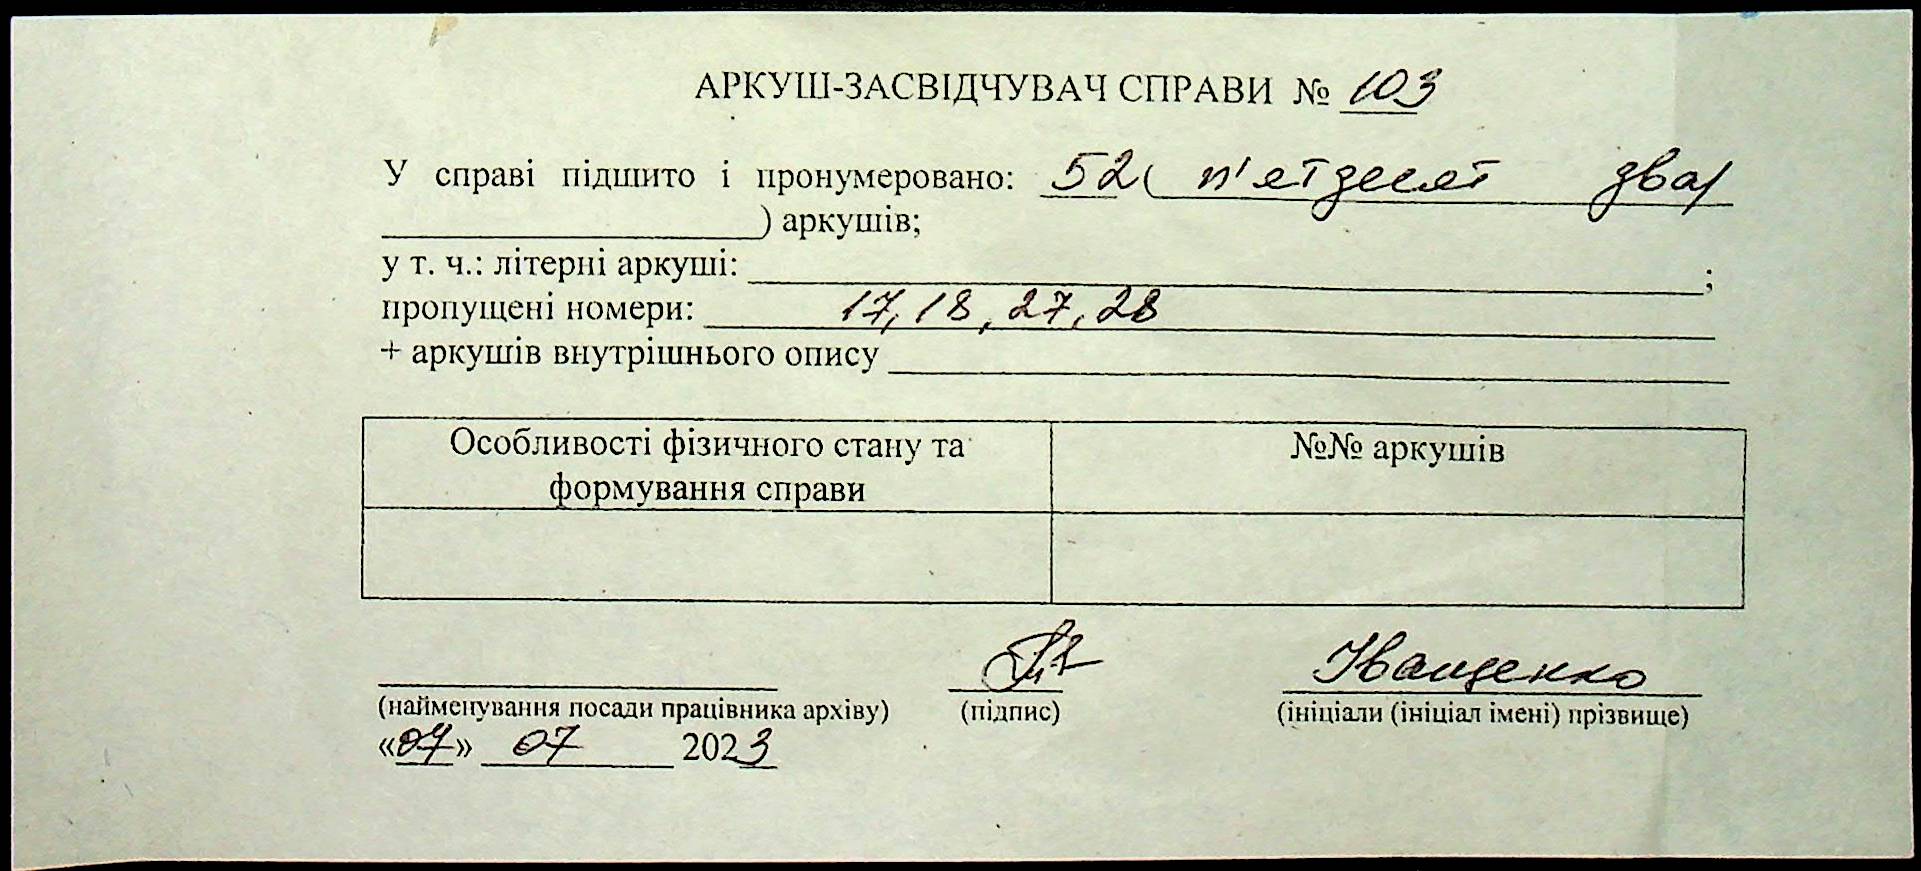 АРКУШ-ЗАСВІДЧУВАЧ СПРАВИ № 103
У справі підшито і пронумеровано: 52 ( п'ятдесят два)
) аркушів;
у т. ч.: літерні аркуші: ;
пропущені номери: 17, 18, 27, 28
+ аркушів внутрішнього опису
Особливості фізичного стану та
формування справи
№№ аркушів
Іващенко
(найменування посади працівника архіву) (підпис) (ініціали (ініціал імені) прізвище)
«07» 07 2023